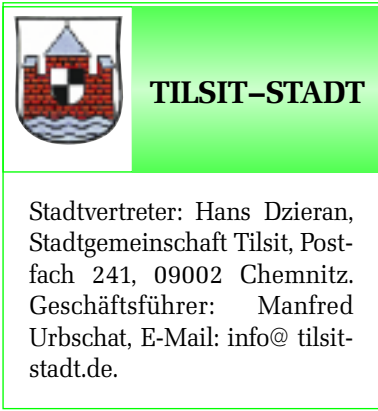 TILSIT–STADT
Stadtvertreter: Hans Dzieran,
Stadtgemeinschaft Tilsit, Post-
fach 241, 09002 Chemnitz.
Geschäftsführer: Manfred
Urbschat, E-Mail: info@ tilsit-
stadt.de.